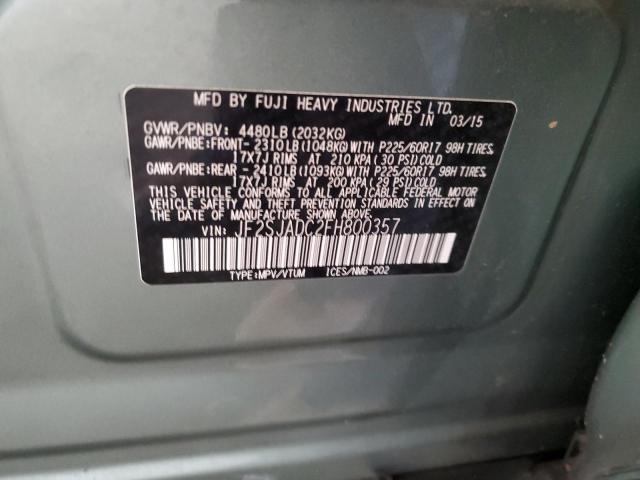 MFD BY FUJI HEAVY INDUSTRIES LTD.
MFD IN 03/15
GVWR/PNBV: 4480LB (2032KG)
GAWR/PNBE:FRONT- 2310LB (1048KG) WITH P225/60R17 98H TIRES,
17X7J RIMS AT 210 KPA ( 30 PSI) COLD
GAWR/PNBE:REAR - 2410LB (1093KG) WITH P225/60R17 98H TIRES,
17X7J RIMS AT 200 KPA ( 29 PSI) COLD
THIS VEHICLE CONFORMS TO ALL APPLICABLE FEDERAL MOTOR
VEHICLE SAFETY AND THEFT PREVENTION STANDARDS IN EFFECT ON
THE DATE OF MANUFACTURE SHOWN ABOVE.
VIN: JF2SJADC2FH800357
TYPE:MPV/VTUM ICES/NMB-002